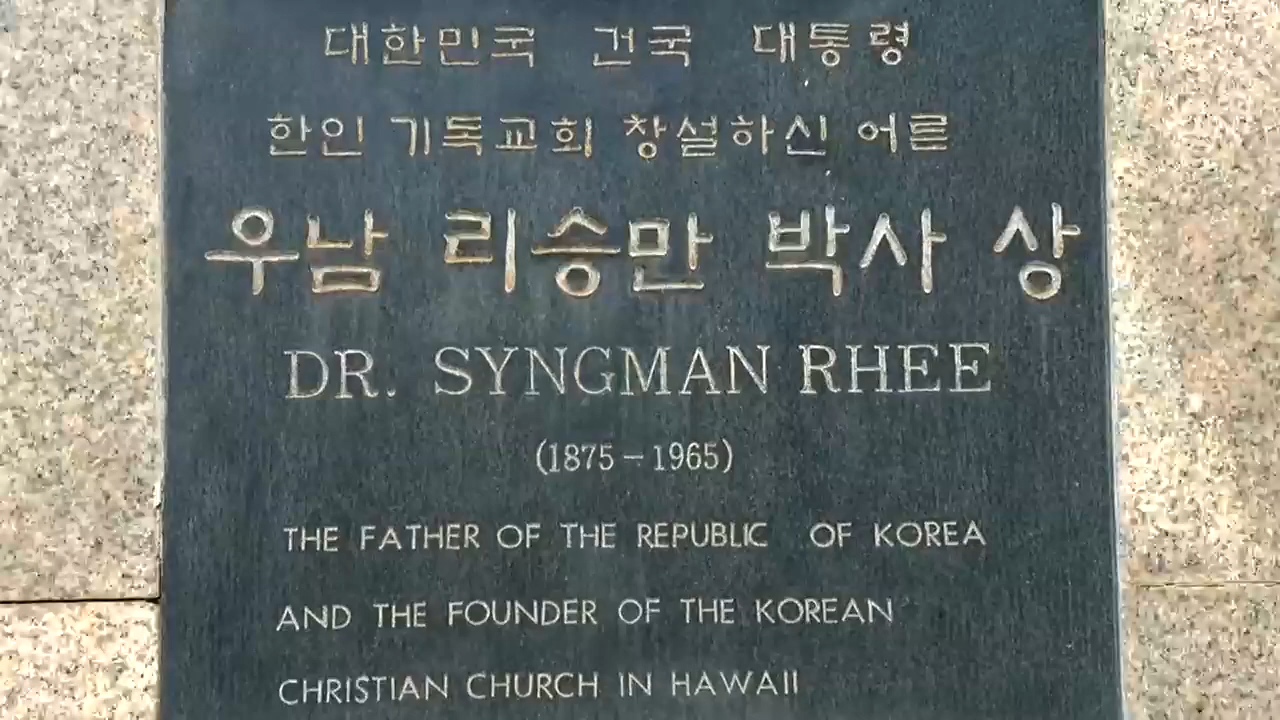 대한민국 건국 대통령
한인 기독교회 창설하신 어른
우남 리승만 박사 상
DR. SYNGMAN RHEE
(1875 – 1965)
THE FATHER OF THE REPUBLIC OF KOREA
AND THE FOUNDER OF THE KOREAN
CHRISTIAN CHURCH IN HAWAII